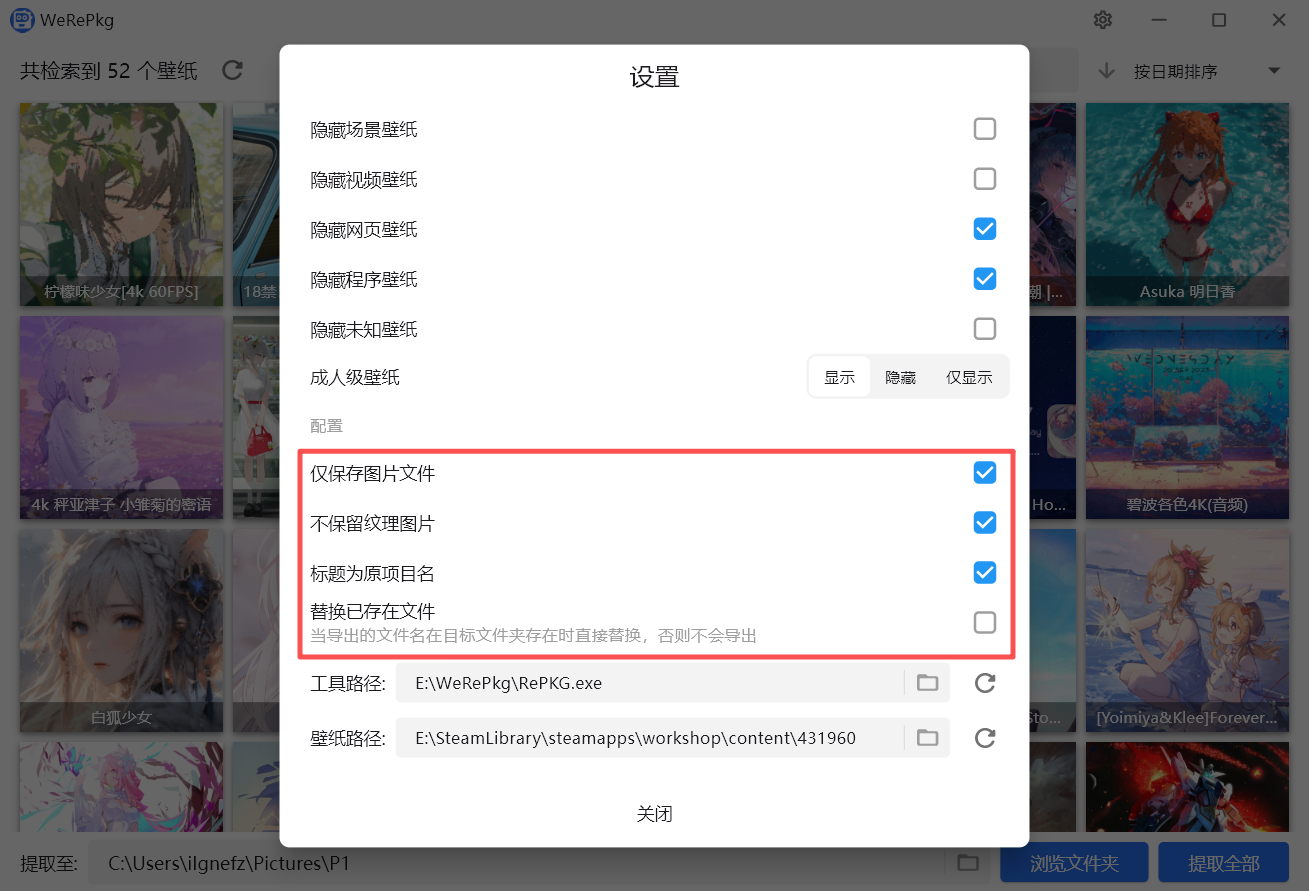 WeRePkg
共检索到 52 个壁纸
按日期排序
设置
隐藏场景壁纸
隐藏视频壁纸
隐藏网页壁纸
隐藏程序壁纸
隐藏未知壁纸
成人级壁纸
显示 隐藏 仅显示
配置
仅保存图片文件
不保留纹理图片
标题为原项目名
替换已存在文件
当导出的文件名在目标文件夹存在时直接替换，否则不会导出
工具路径: E:\WeRePkg\RePKG.exe
壁纸路径: E:\SteamLibrary\steamapps\workshop\content\431960
关闭
柠檬味少女[4k 60FPS]
18禁
潮 |...
Asuka 明日香
4k 秤亚津子 小雏菊的密语
Ho...
WEDNESDAY
碧波各色4K(音频)
白狐少女
Sto...
[Yoimiya&Klee]Forever...
提取至: C:\Users\ilgnefz\Pictures\P1
浏览文件夹
提取全部